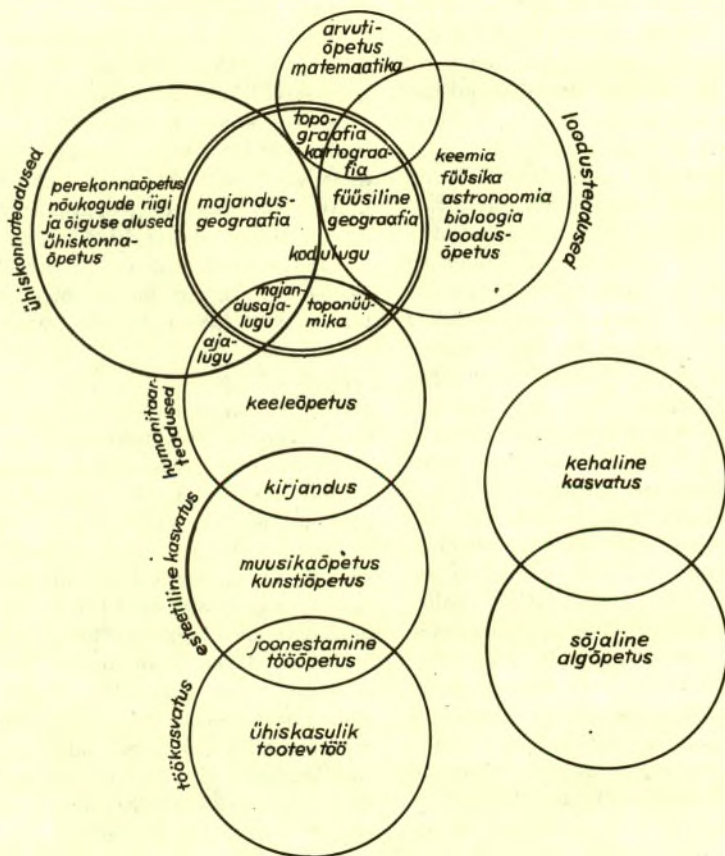 arvuti-
õpetus
matemaatika
topo-
graafia
kartograa-
fia
loodusteadused
keemia
füüsika
astronoomia
bioloogia
loodus-
õpetus
ühiskonnateadused
perekonnaõpetus
nõukogude riigi
ja õiguse alused
ühiskonna-
õpetus
majandus-
geograafia
füüsiline
geograafia
kodulugu
majan-
dusaja-
lugu
toponüü-
mika
aja-
lugu
humanitaar-
teadused
keeleõpetus
kirjandus
esteetiline kasvatus
muusikaõpetus
kunstiõpetus
joonestamine
tööõpetus
töökasvatus
ühiskasulik
tootev töö
kehaline
kasvatus
sõjaline
algõpetus